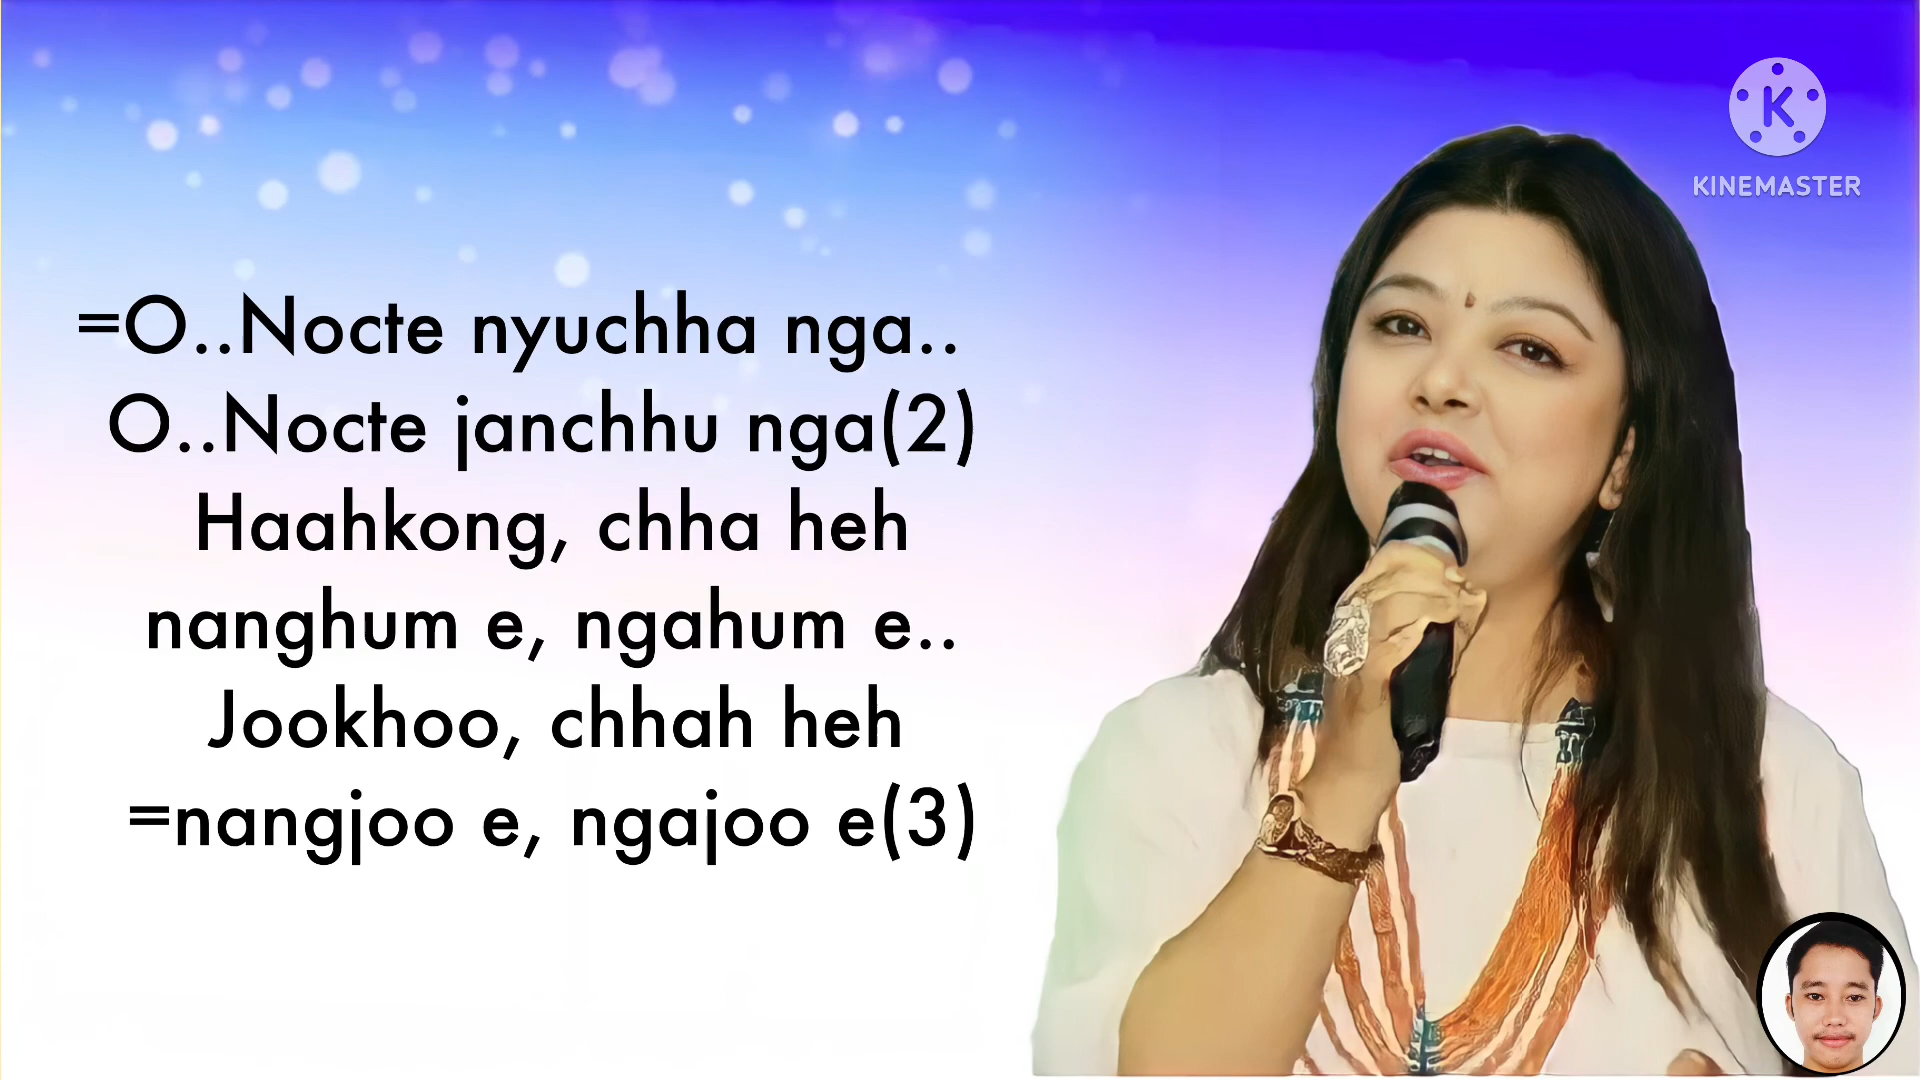 =O..Nocte nyuchha nga..
O..Nocte janchhu nga(2)
Haahkong, chha heh
nanghum e, ngahum e..
Jookhoo, chhah heh
=nangjoo e, ngajoo e(3)
K
KINEMASTER